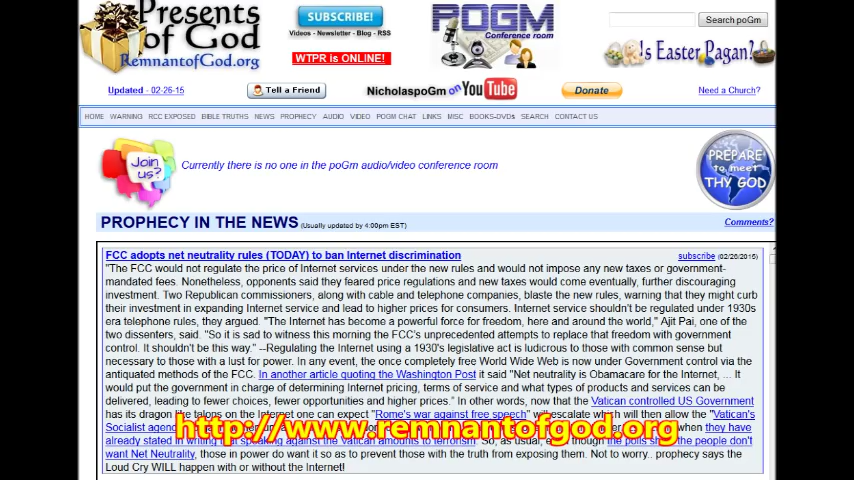 Presents
of God
RemnantofGod.org
SUBSCRIBE!
Videos - Newsletter - Blog - RSS
WTPR is ONLINE!
POGM
Conference room
Search poGm
Is Easter Pagan?
Updated - 02-26-15
Tell a Friend
NicholaspoGm on YouTube
Donate
Need a Church?
HOME WARNING RCC EXPOSED BIBLE TRUTHS NEWS PROPHECY AUDIO VIDEO POGM CHAT LINKS MISC BOOKS-DVD$ SEARCH CONTACT US
Join us?
Currently there is no one in the poGm audio/video conference room
PREPARE
to meet
THY GOD
PROPHECY IN THE NEWS (Usually updated by 4:00pm EST)
Comments?
FCC adopts net neutrality rules (TODAY) to ban Internet discrimination
subscribe (02/26/2015)
"The FCC would not regulate the price of Internet services under the new rules and would not impose any new taxes or government-
mandated fees. Nonetheless, opponents said they feared price regulations and new taxes would come eventually, further discouraging
investment. Two Republican commissioners, along with cable and telephone companies, blast the new rules, warning that they might curb
their investment in expanding Internet service and lead to higher prices for consumers. Internet service shouldn't be regulated under 1930s
era telephone rules, they argued. "The Internet has become a powerful force for freedom, here and around the world," Ajit Pai, one of the
two dissenters, said. "So it is sad to witness this morning the FCC's unprecedented attempts to replace that freedom with government
control. It shouldn't be this way." --Regulating the Internet using a 1930's legislative act is ludicrous to those with common sense but
necessary to those with a lust for power. In any event, the once completely free World Wide Web is now under Government control via the
antiquated methods of the FCC. In another article quoting the Washington Post it said "Net neutrality is Obamacare for the Internet, ... It
would put the government in charge of determining Internet pricing, terms of service and what types of products and services can be
delivered, leading to fewer choices, fewer opportunities and higher prices." In other words, now that the Vatican controlled US Government
has its dragon like talons on the Internet one can expect "Rome's war against free speech" will escalate which will then allow the "Vatican's
Socialist agenda when they
http://www.remnantofgod.org
have already stated in writing that speaking against the Vatican amounts to terrorism. So, as usual, even though the polls show the people don't
want Net Neutrality, those in power do want it so as to prevent those with the truth from exposing them. Not to worry.. prophecy says the
Loud Cry WILL happen with or without the Internet!